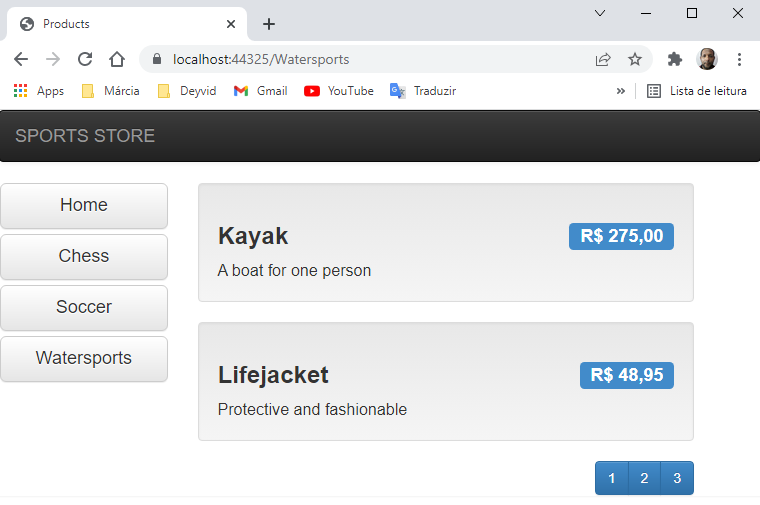 Products
localhost:44325/Watersports
Apps Márcia Deyvid Gmail YouTube Traduzir » Lista de leitura
SPORTS STORE
Home
Chess
Soccer
Watersports
Kayak R$ 275,00
A boat for one person
Lifejacket R$ 48,95
Protective and fashionable
1 2 3